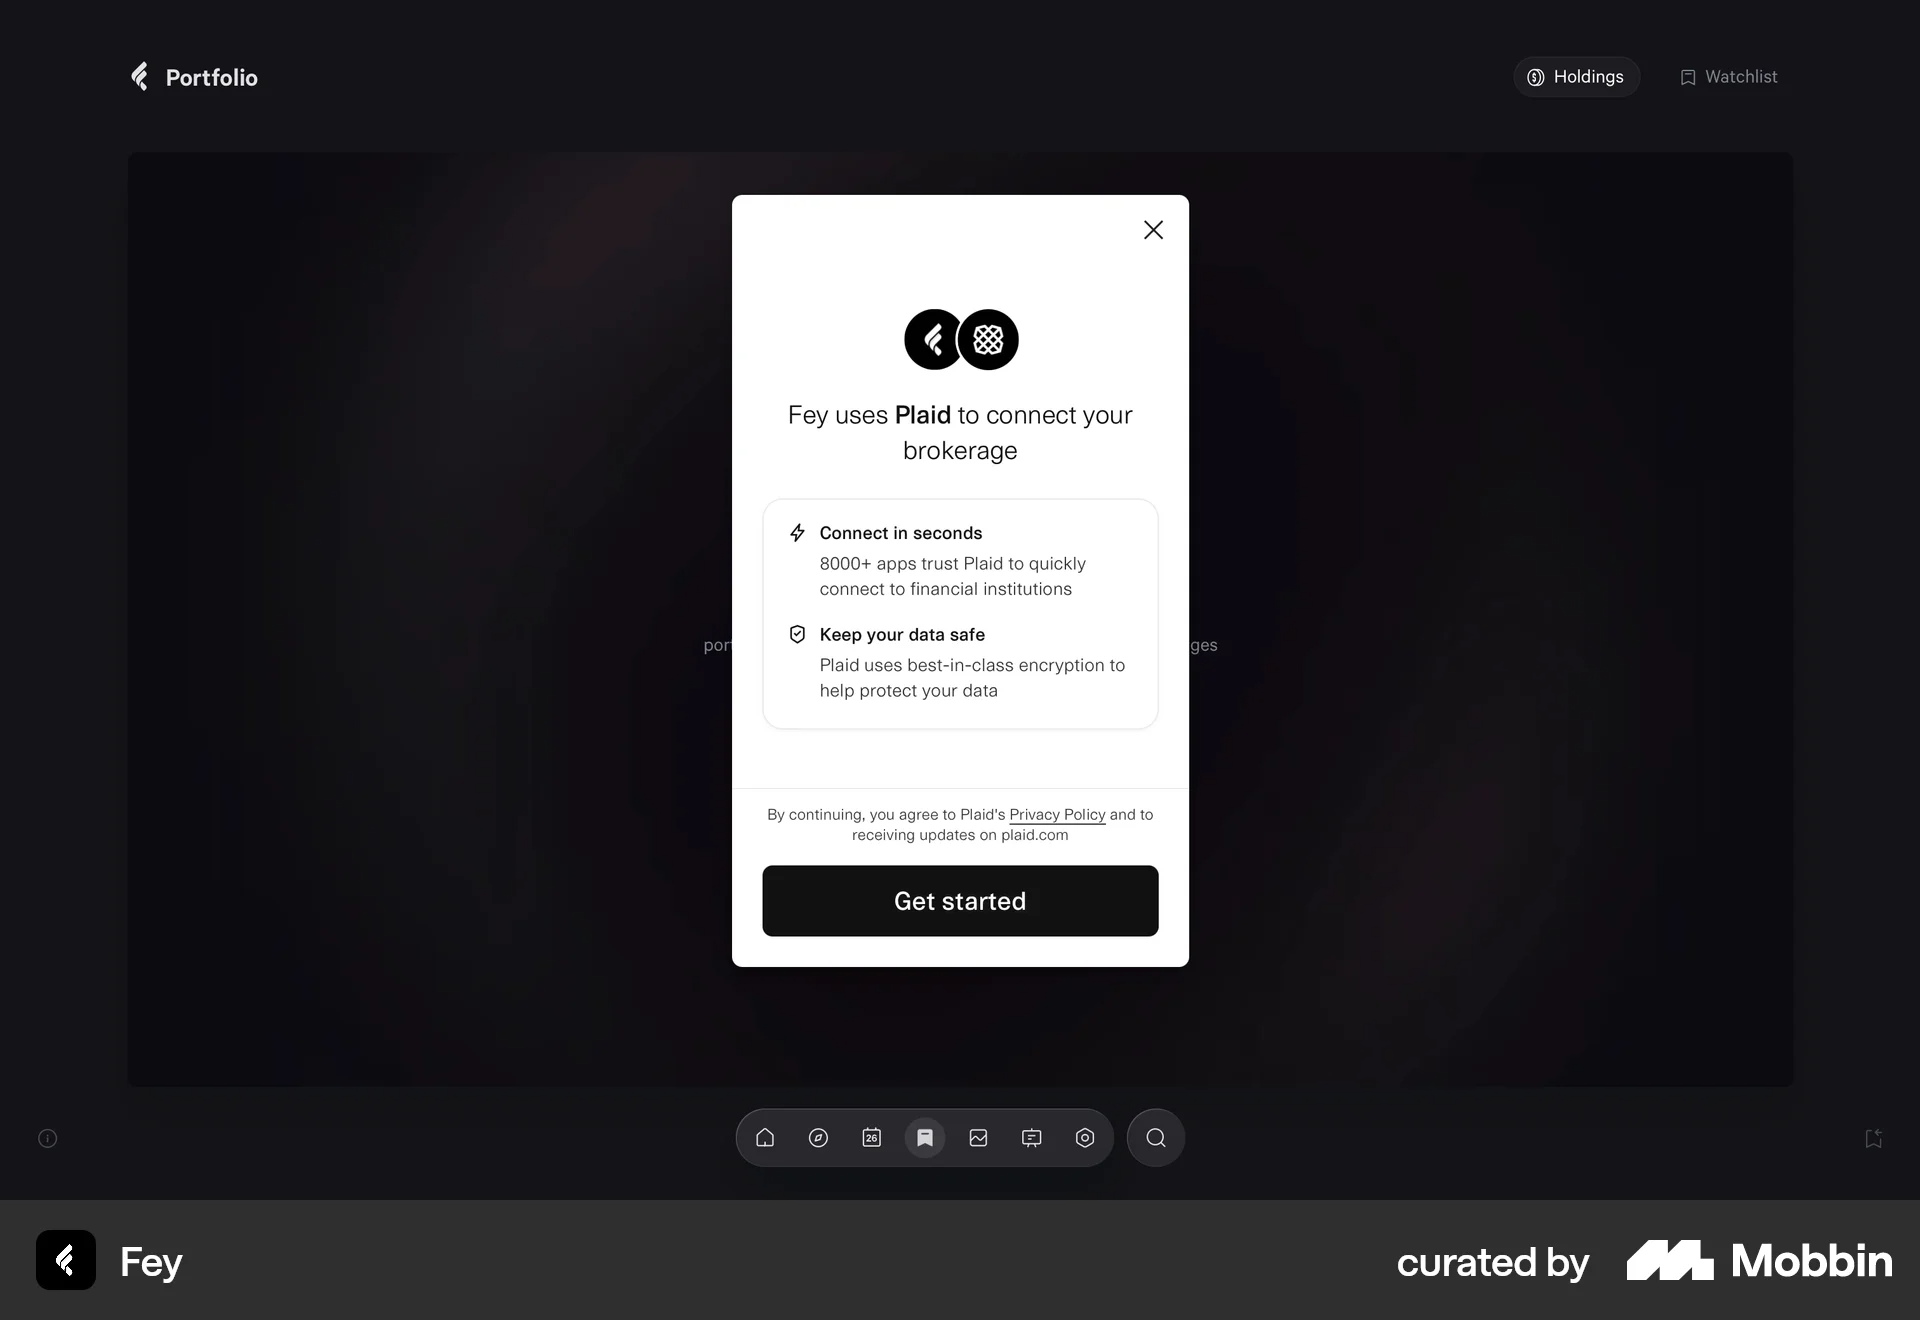 Portfolio
Holdings
Watchlist
Fey uses Plaid to connect your
brokerage
Connect in seconds
8000+ apps trust Plaid to quickly
connect to financial institutions
Keep your data safe
Plaid uses best-in-class encryption to
help protect your data
By continuing, you agree to Plaid's Privacy Policy and to
receiving updates on plaid.com
Get started
26
Fey
curated by
Mobbin